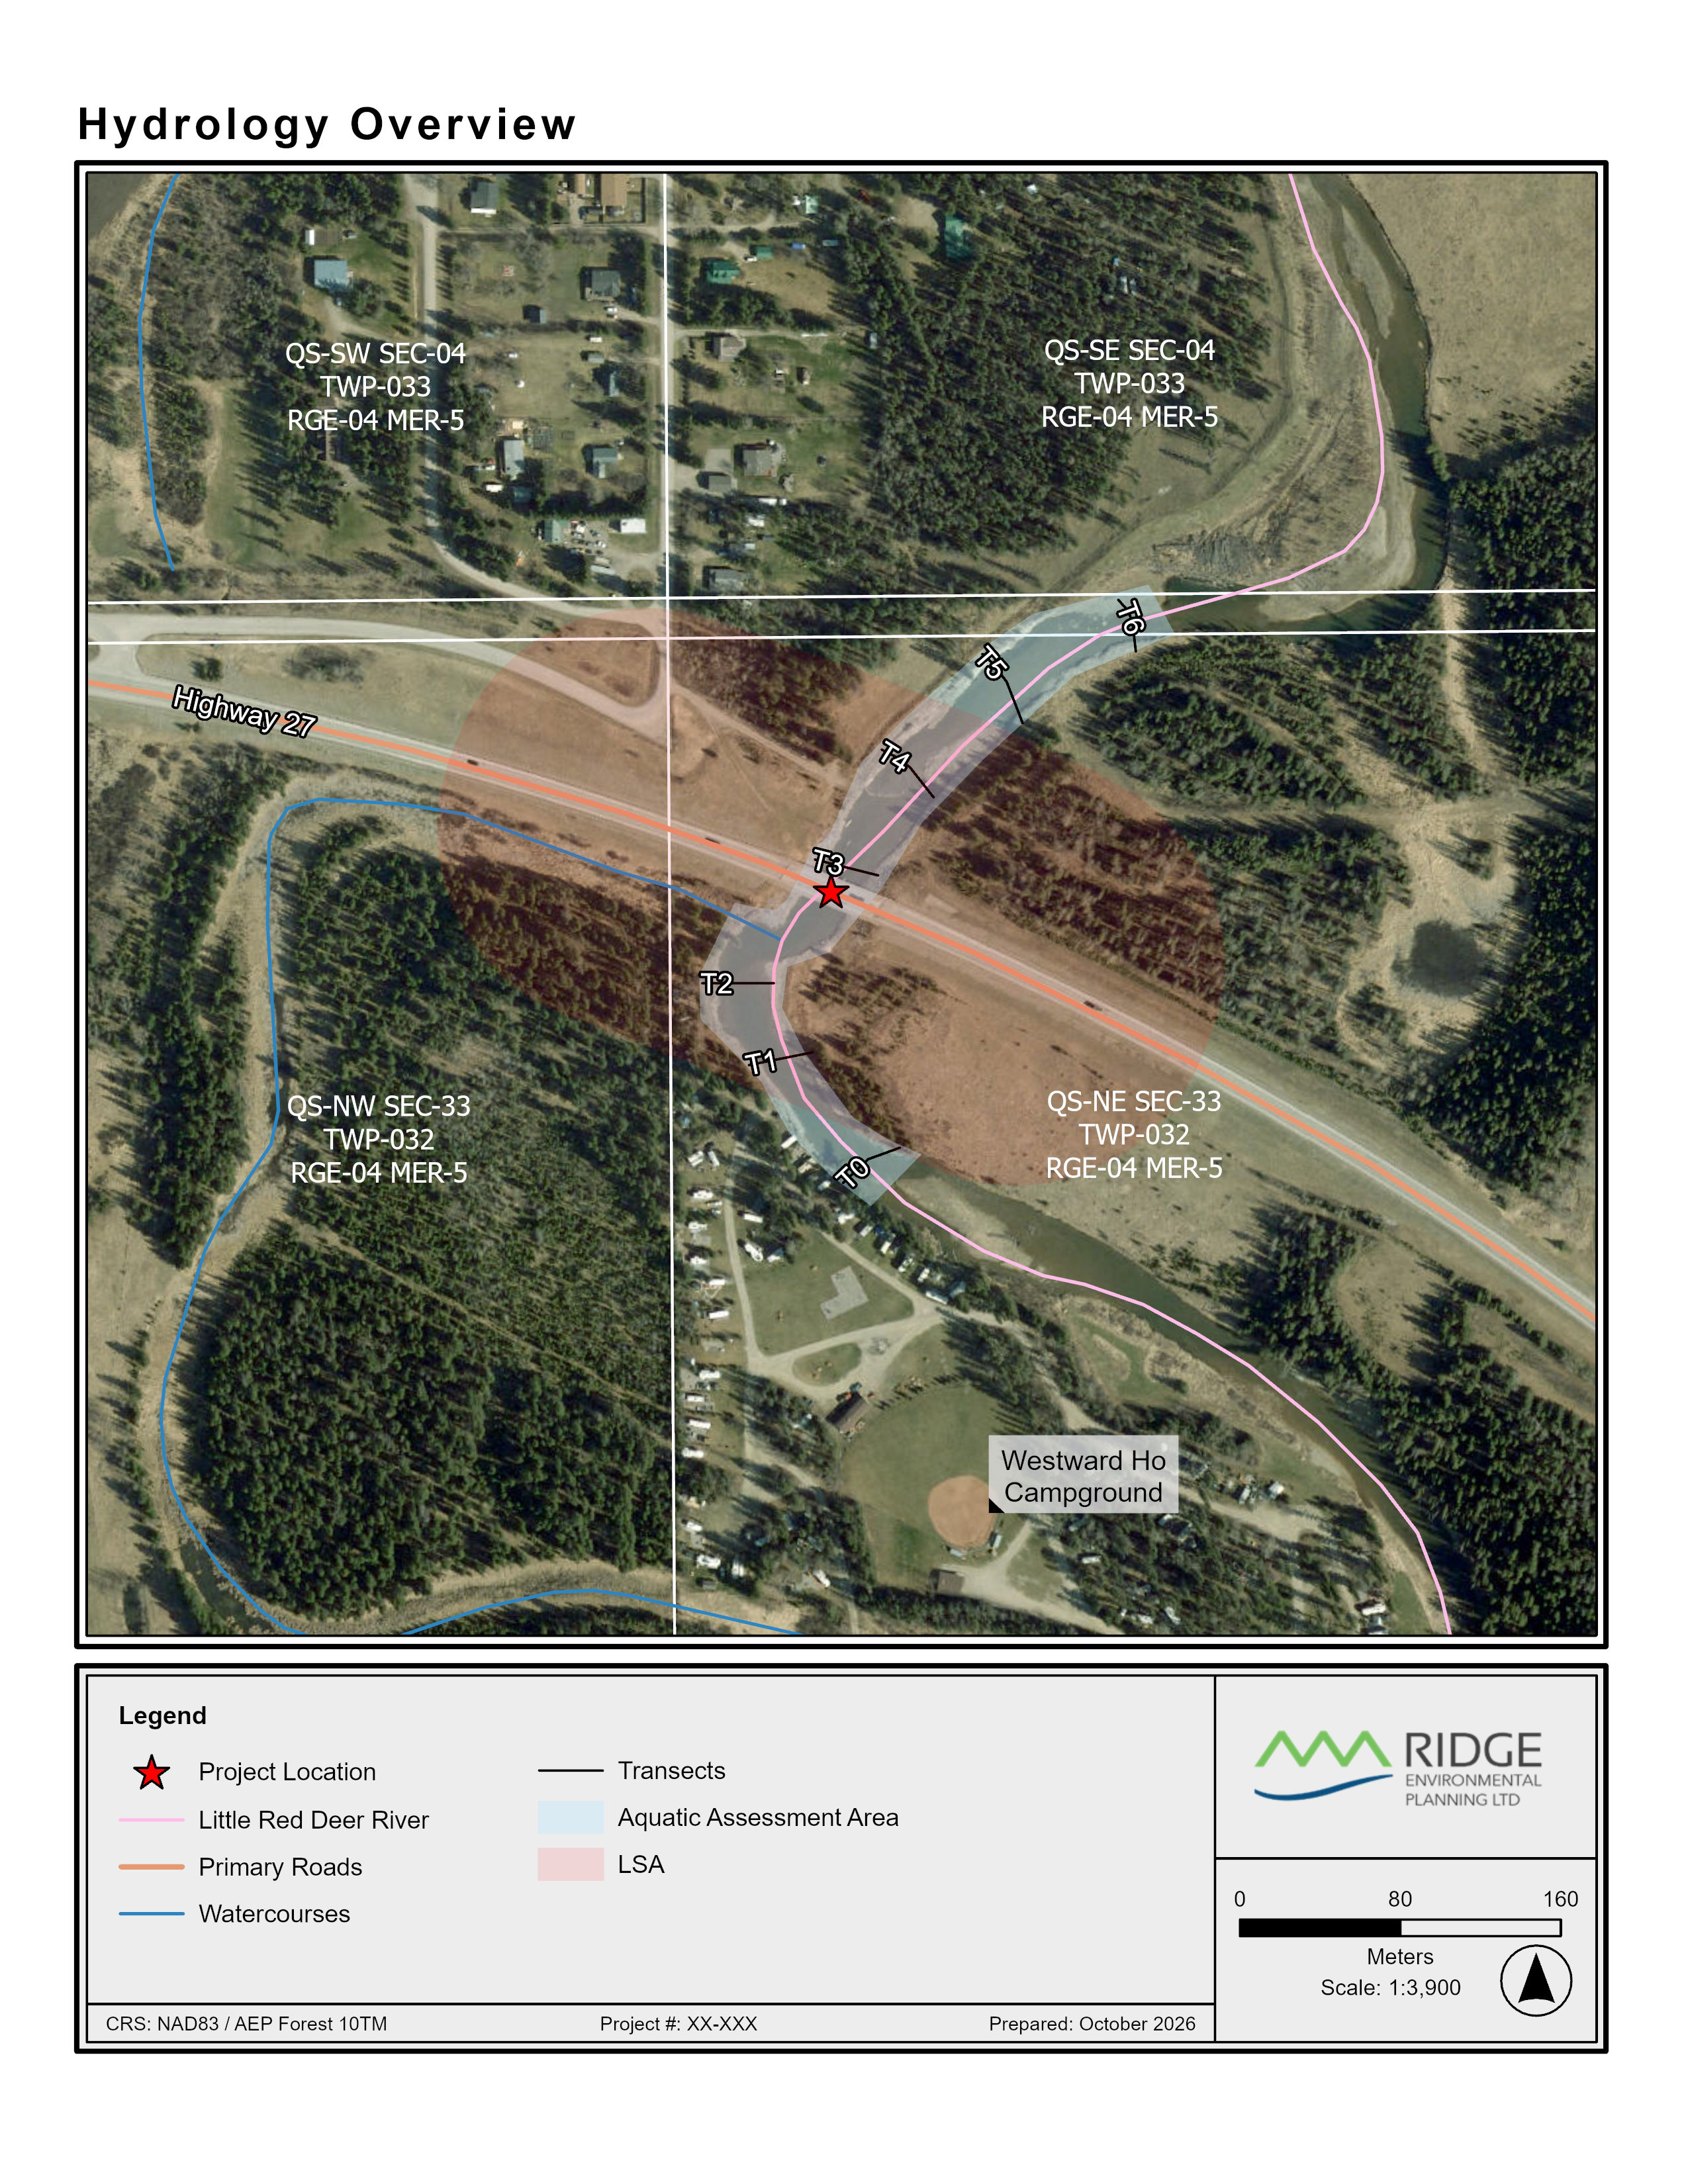 Hydrology Overview
QS-SW SEC-04
TWP-033
RGE-04 MER-5
QS-SE SEC-04
TWP-033
RGE-04 MER-5
T6
T5
Highway 27
T4
T3
T2
T1
QS-NW SEC-33
TWP-032
RGE-04 MER-5
QS-NE SEC-33
TWP-032
RGE-04 MER-5
T0
Westward Ho
Campground
Legend
Project Location
Little Red Deer River
Primary Roads
Watercourses
Transects
Aquatic Assessment Area
LSA
RIDGE
ENVIRONMENTAL
PLANNING LTD
0 80 160
Meters
Scale: 1:3,900
CRS: NAD83 / AEP Forest 10TM
Project #: XX-XXX
Prepared: October 2026